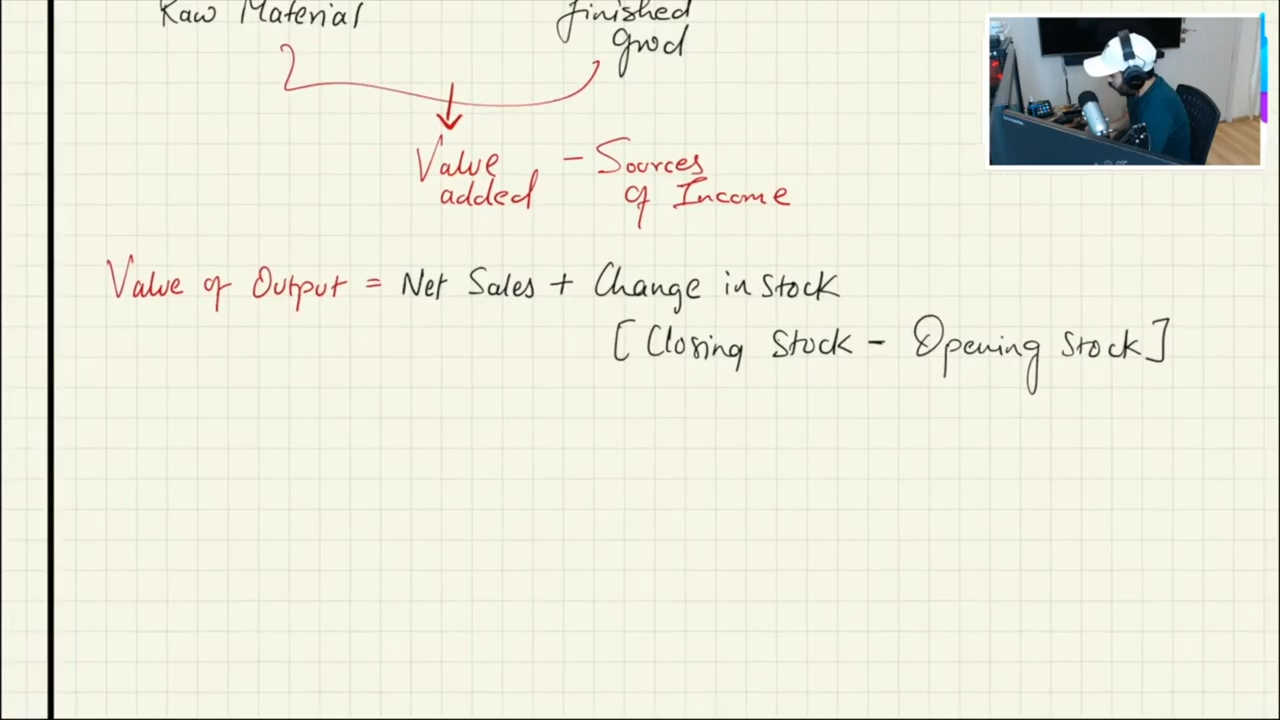 Raw Material
finished
good
Value - Sources
added of Income
Value of Output = Net Sales + Change in Stock
[Closing Stock - Opening Stock]